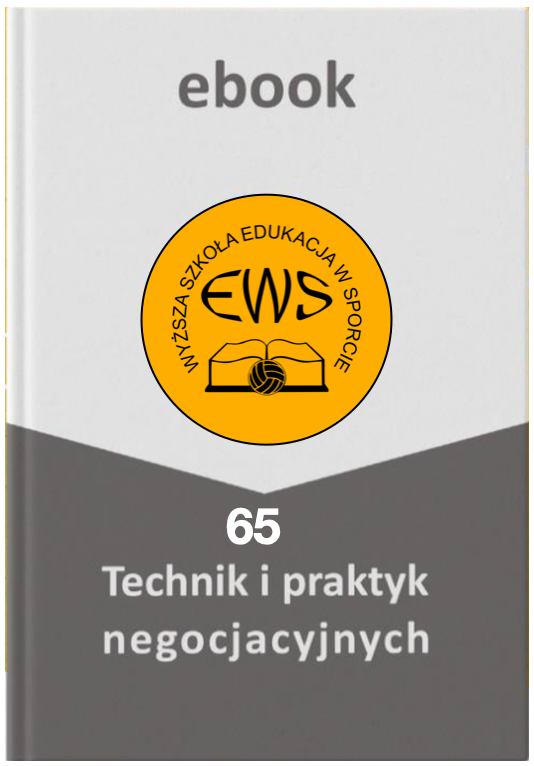 ebook
WYŻSZA SZKOŁA EDUKACJA W SPORCIE
EWS
65
Technik i praktyk
negocjacyjnych